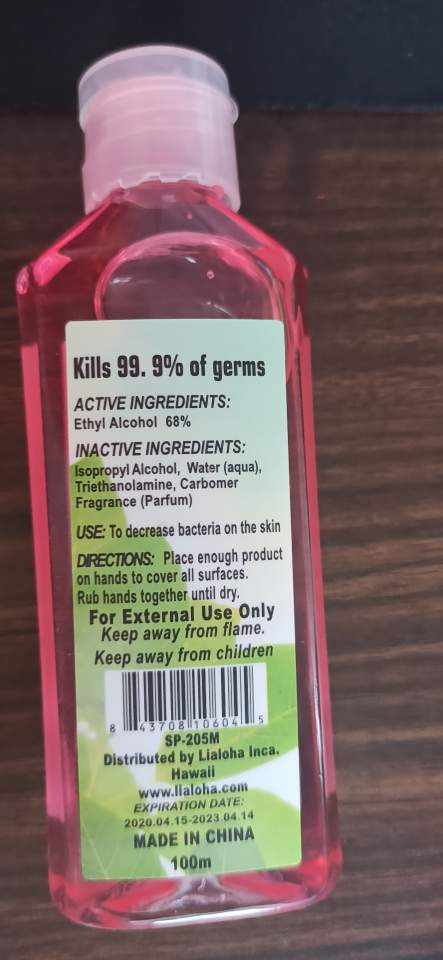 Kills 99. 9% of germs
ACTIVE INGREDIENTS:
Ethyl Alcohol 68%
INACTIVE INGREDIENTS:
Isopropyl Alcohol, Water (aqua),
Triethanolamine, Carbomer
Fragrance (Parfum)
USE: To decrease bacteria on the skin
DIRECTIONS: Place enough product
on hands to cover all surfaces.
Rub hands together until dry.
For External Use Only
Keep away from flame.
Keep away from children
8 43708 10604 5
SP-205M
Distributed by Lialoha Inca.
Hawaii
www.lialoha.com
EXPIRATION DATE:
2020.04.15-2023.04.14
MADE IN CHINA
100m